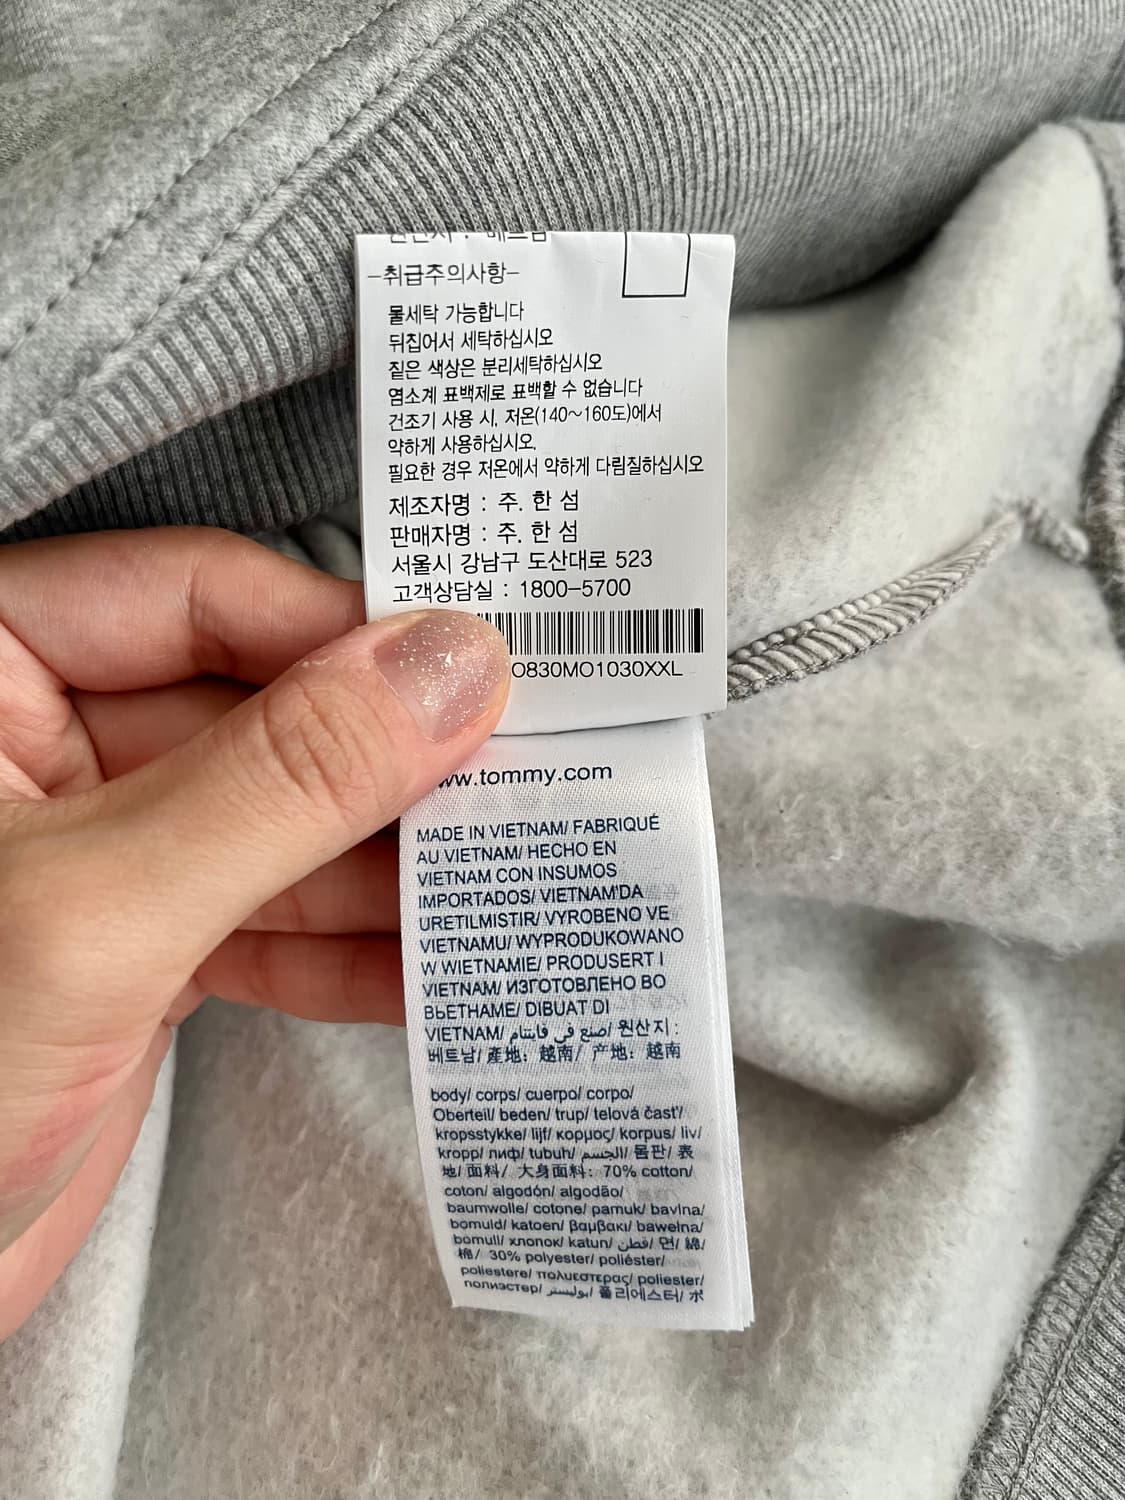 -취급주의사항-
물세탁 가능합니다
뒤집어서 세탁하십시오
짙은 색상은 분리세탁하십시오
염소계 표백제로 표백할 수 없습니다
건조기 사용 시, 저온(140~160도)에서
약하게 사용하십시오.
필요한 경우 저온에서 약하게 다림질하십시오
제조자명 : 주. 한 섬
판매자명 : 주. 한 섬
서울시 강남구 도산대로 523
고객상담실 : 1800-5700
O830MO1030XXL
ww.tommy.com
MADE IN VIETNAM/ FABRIQUÉ
AU VIETNAM/ HECHO EN
VIETNAM CON INSUMOS
IMPORTADOS/ VIETNAM'DA
URETILMISTIR/ VYROBENO VE
VIETNAMU/ WYPRODUKOWANO
W WIETNAMIE/ PRODUSERT I
VIETNAM/ ИЗГОТОВЛЕНО ВО
ВЬЕТНАМЕ/ DIBUAT DI
VIETNAM/ صنع في فايتنام/ 원산지 :
베트남/ 產地: 越南/ 产地: 越南
body/ corps/ cuerpo/ corpo/
Oberteil/ beden/ trup/ telová časť/
kropsstykke/ lijf/ κορμος/ korpus/ liv/
kropp/ лиф/ tubuh/ الجسم/ 몸판/ 表
地/ 面料/ 大身面料: 70% cotton/
coton/ algodón/ algodão/
baumwolle/ cotone/ pamuk/ bavlna/
bomuld/ katoen/ βαμβακι/ bawełna/
bomull/ хлопок/ katun/ قطن/ 면/ 綿/
棉/ 30% polyester/ poliéster/
poliestere/ πολυεστερας/ poliester/
полиэстер/ بوليستر/ 폴리에스터/ ポ